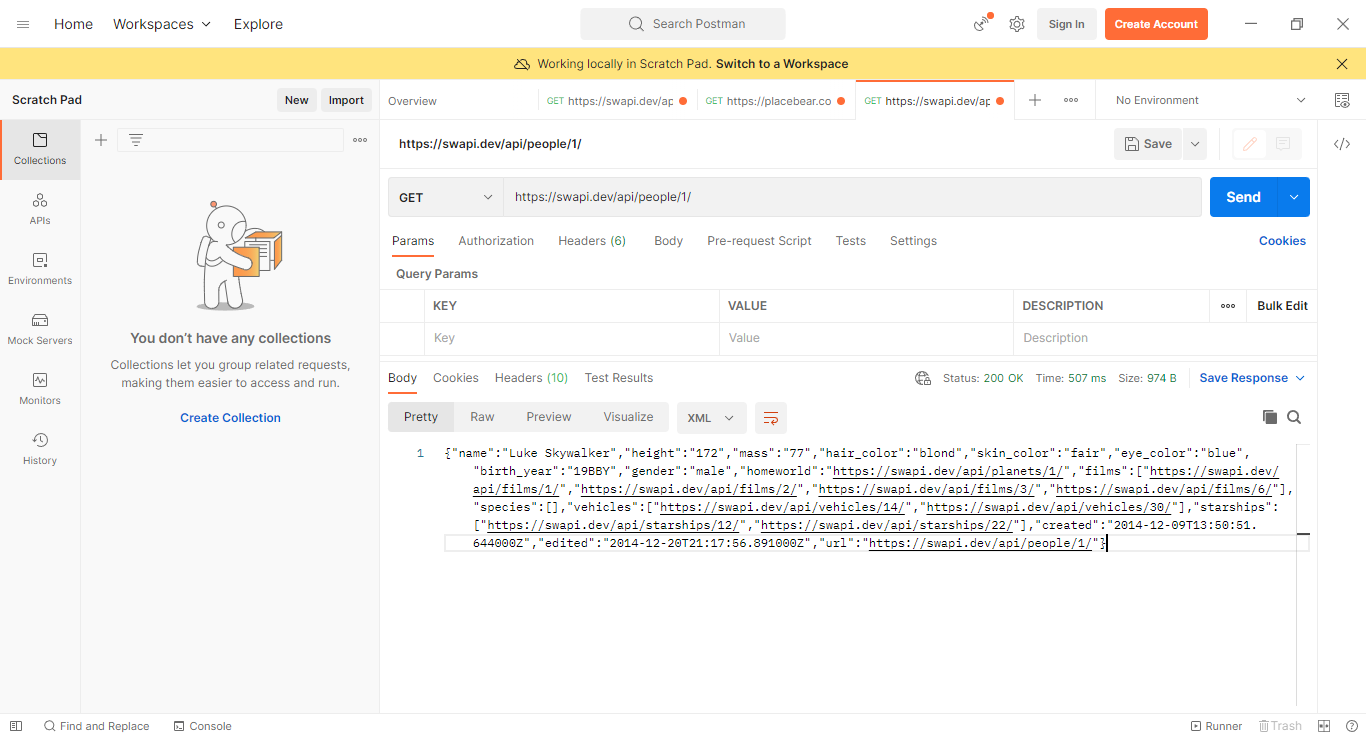 Home Workspaces Explore Search Postman Sign In Create Account
Working locally in Scratch Pad. Switch to a Workspace
Scratch Pad New Import Overview GET https://swapi.dev/ap GET https://placebear.co GET https://swapi.dev/ap No Environment
Collections
APIs
Environments
Mock Servers
Monitors
History
You don’t have any collections
Collections let you group related requests,
making them easier to access and run.
Create Collection
https://swapi.dev/api/people/1/ Save
GET https://swapi.dev/api/people/1/ Send
Params Authorization Headers (6) Body Pre-request Script Tests Settings Cookies
Query Params
KEY VALUE DESCRIPTION Bulk Edit
Key Value Description
Body Cookies Headers (10) Test Results Status: 200 OK Time: 507 ms Size: 974 B Save Response
Pretty Raw Preview Visualize XML
1 {"name":"Luke Skywalker","height":"172","mass":"77","hair_color":"blond","skin_color":"fair","eye_color":"blue",
"birth_year":"19BBY","gender":"male","homeworld":"https://swapi.dev/api/planets/1/","films":["https://swapi.dev/
api/films/1/","https://swapi.dev/api/films/2/","https://swapi.dev/api/films/3/","https://swapi.dev/api/films/6/"],
"species":[],"vehicles":["https://swapi.dev/api/vehicles/14/","https://swapi.dev/api/vehicles/30/"],"starships":
["https://swapi.dev/api/starships/12/","https://swapi.dev/api/starships/22/"],"created":"2014-12-09T13:50:51.
644000Z","edited":"2014-12-20T21:17:56.891000Z","url":"https://swapi.dev/api/people/1/"}
Find and Replace Console Runner Trash